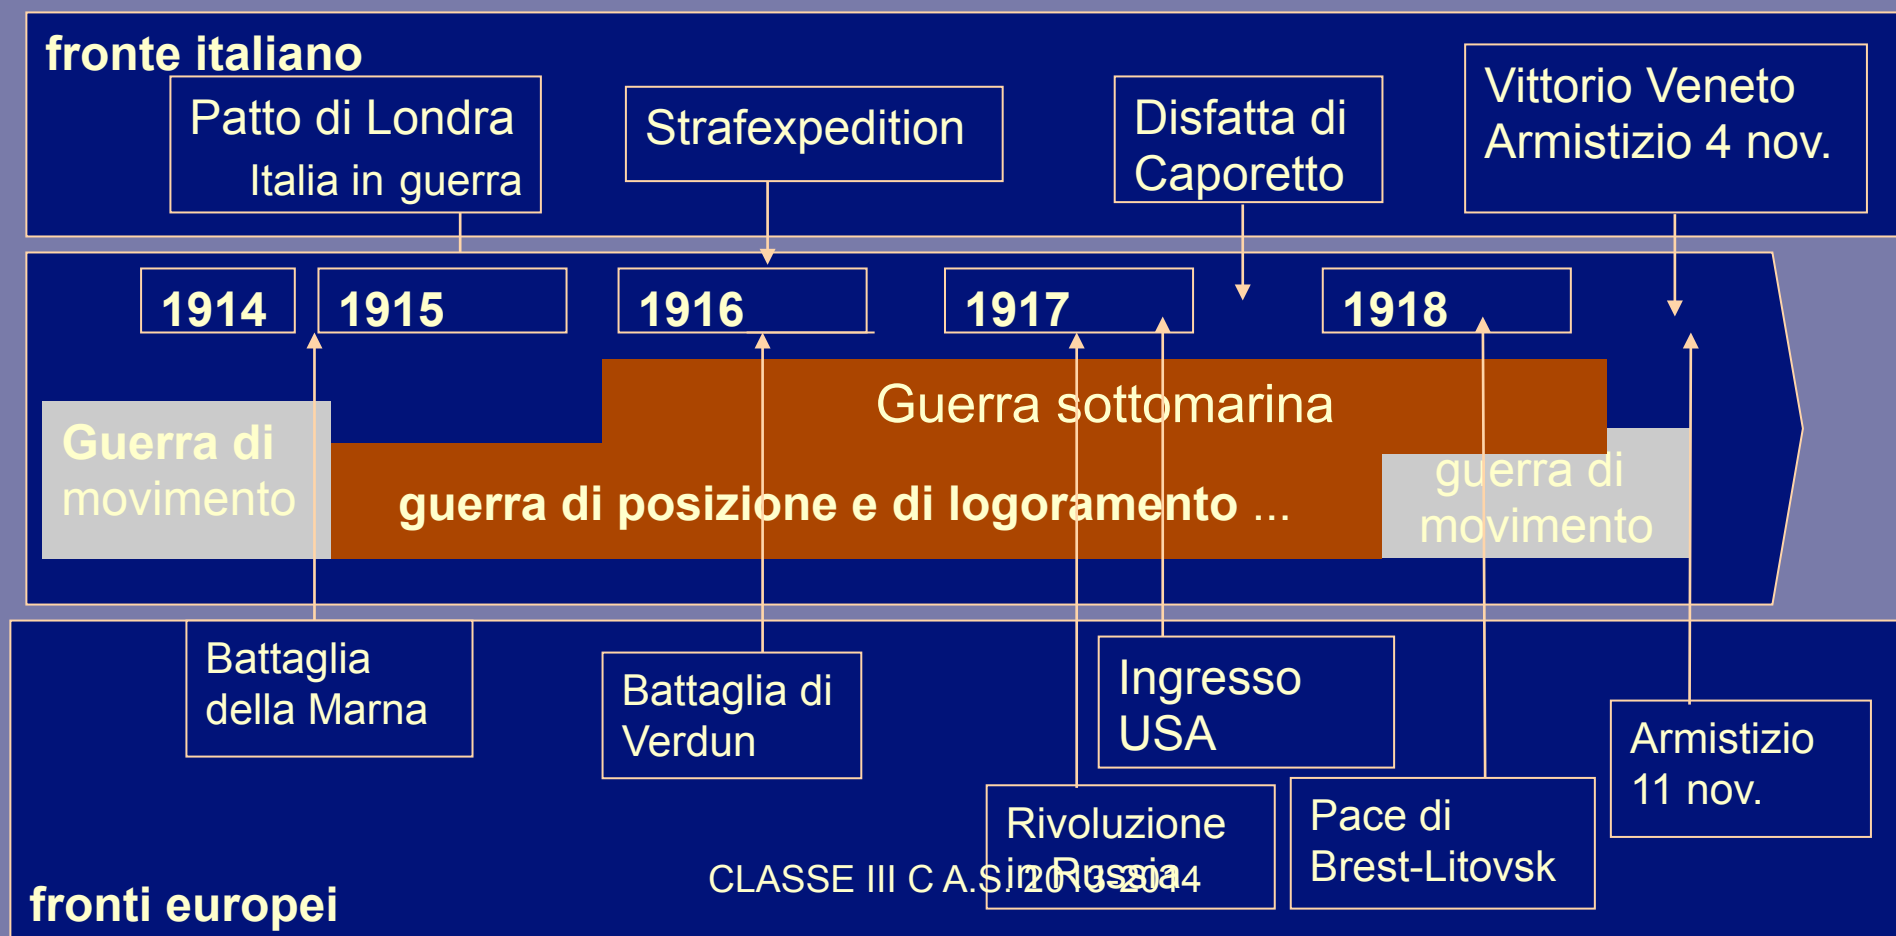 fronte italiano
Patto di Londra
Italia in guerra
Strafexpedition
Disfatta di
Caporetto
Vittorio Veneto
Armistizio 4 nov.
1914
1915
1916
1917
1918
Guerra sottomarina
Guerra di
movimento
guerra di posizione e di logoramento ...
guerra di
movimento
Battaglia
della Marna
Battaglia di
Verdun
Ingresso
USA
Rivoluzione
in Russia
Pace di
Brest-Litovsk
Armistizio
11 nov.
CLASSE III C A.S. 2013-2014
fronti europei